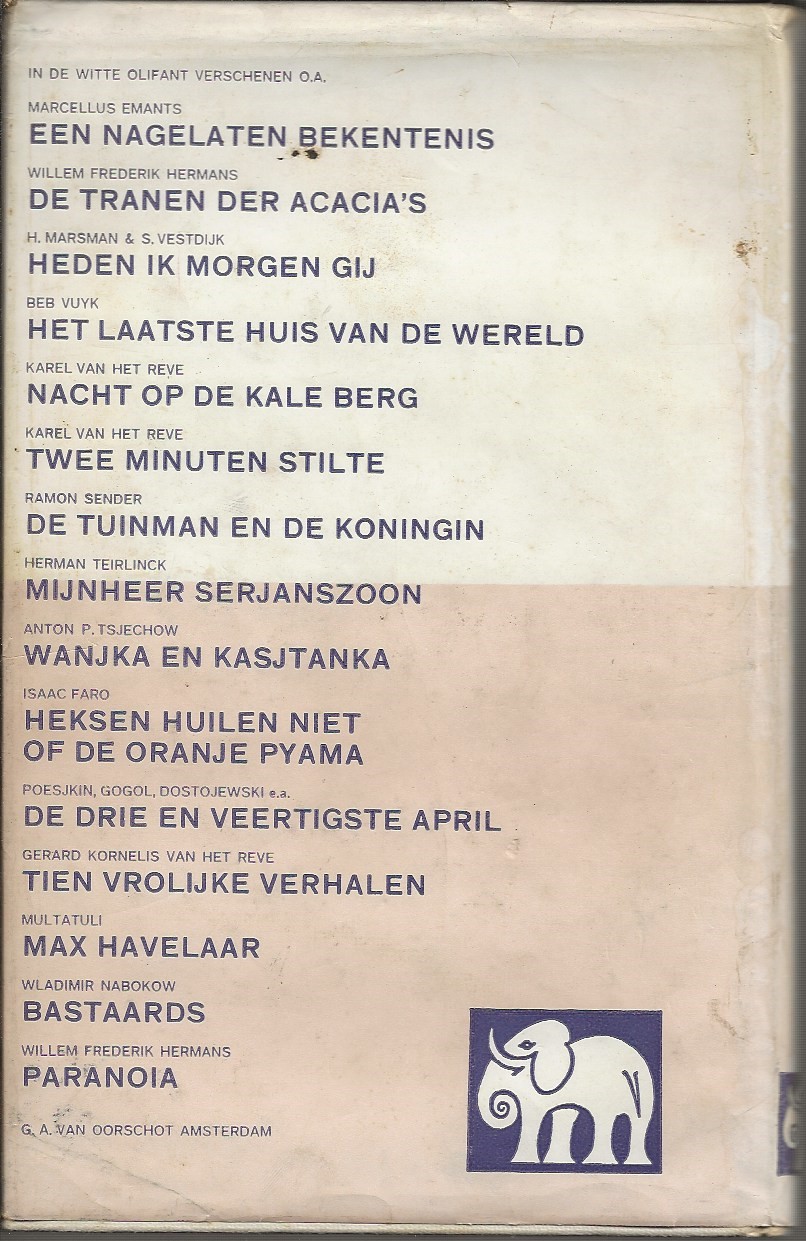 IN DE WITTE OLIFANT VERSCHENEN O.A.
MARCELLUS EMANTS
EEN NAGELATEN BEKENTENIS
WILLEM FREDERIK HERMANS
DE TRANEN DER ACACIA'S
H. MARSMAN & S. VESTDIJK
HEDEN IK MORGEN GIJ
BEB VUYK
HET LAATSTE HUIS VAN DE WERELD
KAREL VAN HET REVE
NACHT OP DE KALE BERG
KAREL VAN HET REVE
TWEE MINUTEN STILTE
RAMON SENDER
DE TUINMAN EN DE KONINGIN
HERMAN TEIRLINCK
MIJNHEER SERJANSZOON
ANTON P. TSJECHOW
WANJKA EN KASJTANKA
ISAAC FARO
HEKSEN HUILEN NIET
OF DE ORANJE PYAMA
POESJKIN, GOGOL, DOSTOJEWSKI e.a.
DE DRIE EN VEERTIGSTE APRIL
GERARD KORNELIS VAN HET REVE
TIEN VROLIJKE VERHALEN
MULTATULI
MAX HAVELAAR
WLADIMIR NABOKOW
BASTAARDS
WILLEM FREDERIK HERMANS
PARANOIA
G. A. VAN OORSCHOT AMSTERDAM